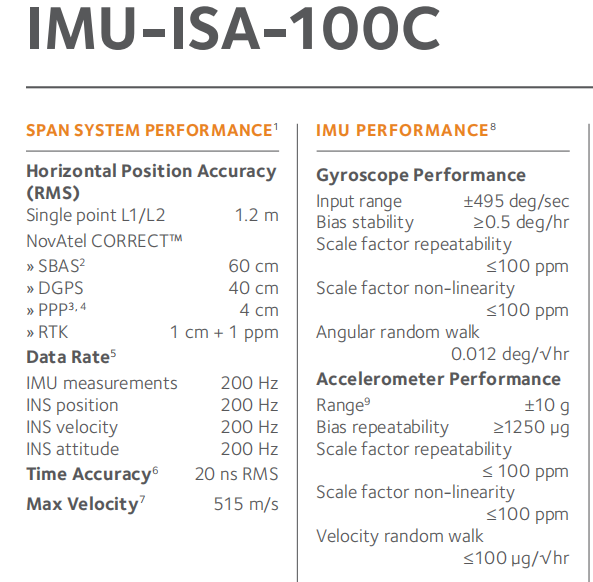 IMU-ISA-100C
SPAN SYSTEM PERFORMANCE¹
Horizontal Position Accuracy
(RMS)
Single point L1/L2 1.2 m
NovAtel CORRECT™
» SBAS² 60 cm
» DGPS 40 cm
» PPP³,⁴ 4 cm
» RTK 1 cm + 1 ppm
Data Rate⁵
IMU measurements 200 Hz
INS position 200 Hz
INS velocity 200 Hz
INS attitude 200 Hz
Time Accuracy⁶ 20 ns RMS
Max Velocity⁷ 515 m/s
IMU PERFORMANCE⁸
Gyroscope Performance
Input range ±495 deg/sec
Bias stability ≥0.5 deg/hr
Scale factor repeatability
≤100 ppm
Scale factor non-linearity
≤100 ppm
Angular random walk
0.012 deg/√hr
Accelerometer Performance
Range⁹ ±10 g
Bias repeatability ≥1250 µg
Scale factor repeatability
≤ 100 ppm
Scale factor non-linearity
≤100 ppm
Velocity random walk
≤100 µg/√hr